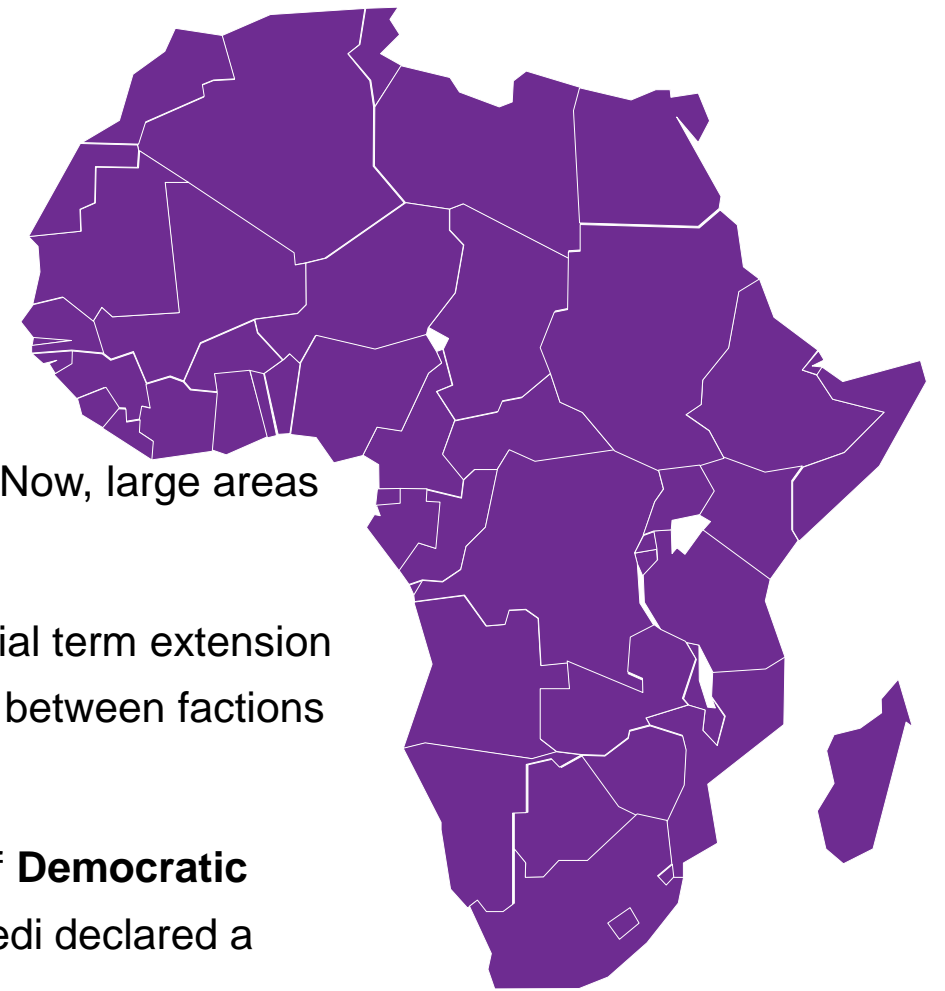 Now, large areas
ial term extension
between factions
Democratic
edi declared a